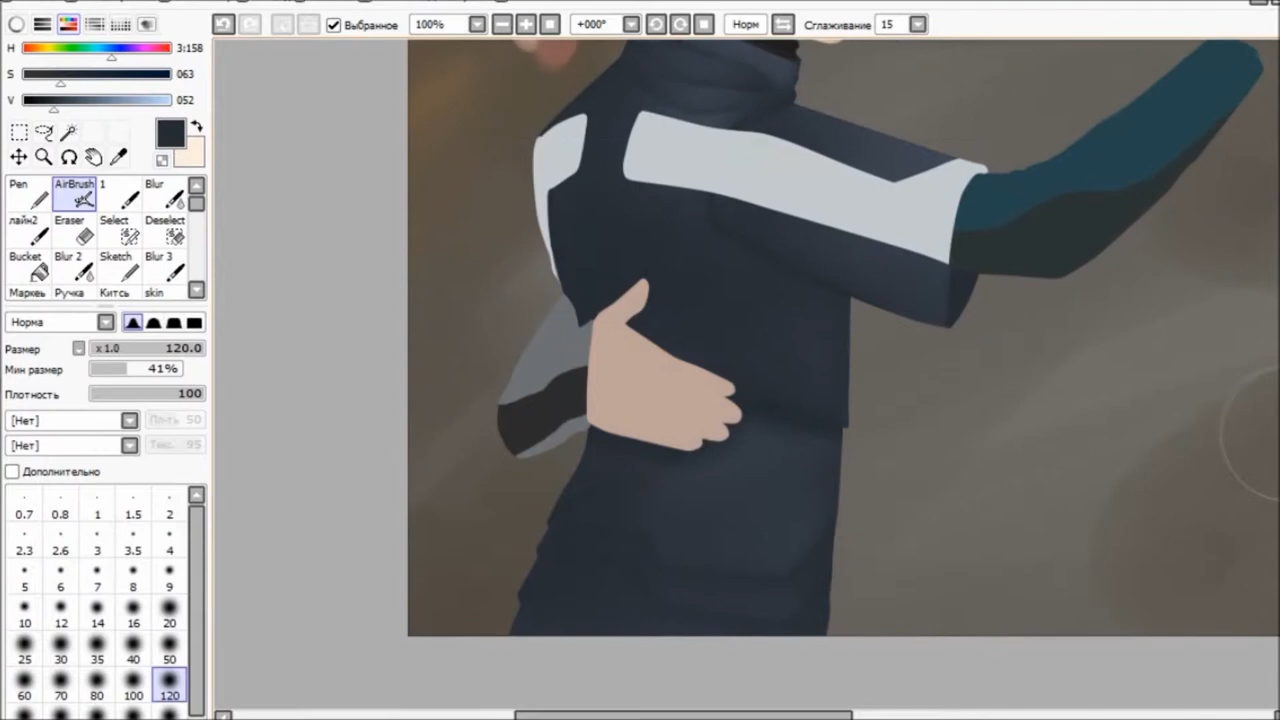 Выбранное 100% +000° Норм Сглаживание 15
H 3:158
S 063
V 052
Pen AirBrush 1 Blur
лайн2 Eraser Select Deselect
Bucket Blur 2 Sketch Blur 3
Маркеь Ручка Китсь skin
Норма
Размер x 1.0 120.0
Мин размер 41%
Плотность 100
[Нет] Пл-ть 50
[Нет] Текс. 95
Дополнительно
0.7 0.8 1 1.5 2
2.3 2.6 3 3.5 4
5 6 7 8 9
10 12 14 16 20
25 30 35 40 50
60 70 80 100 120